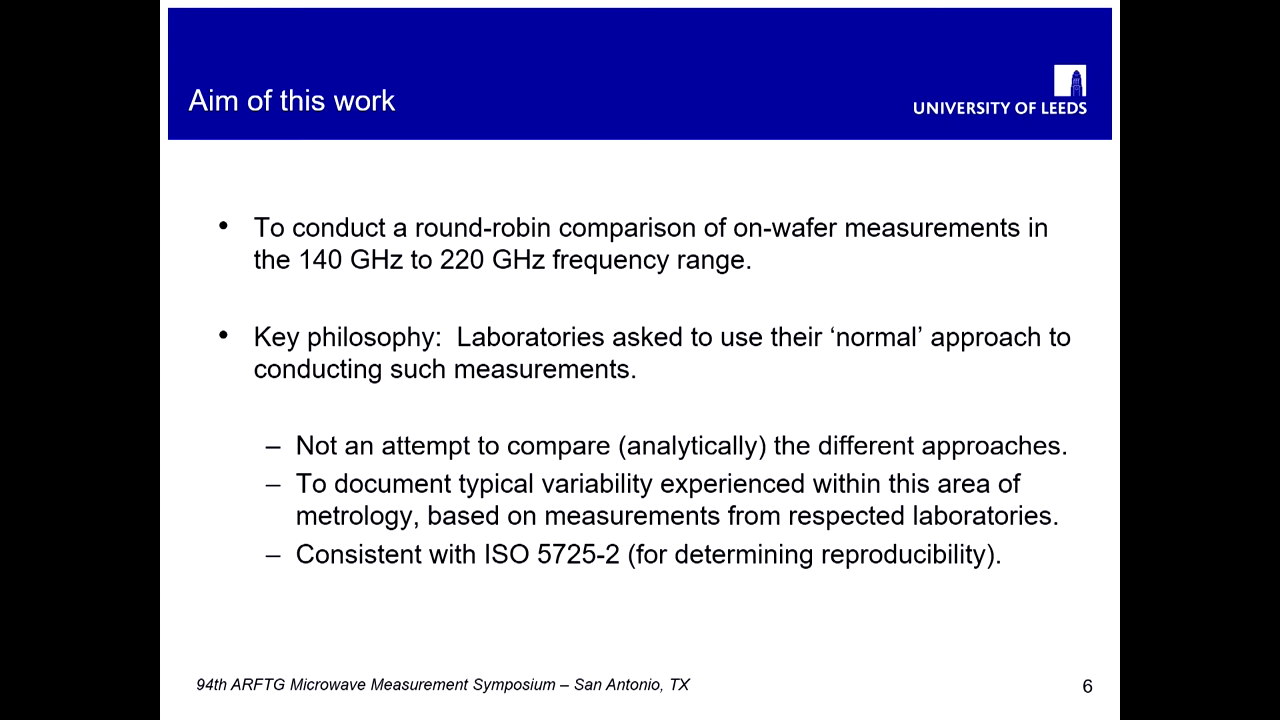 Aim of this work
UNIVERSITY OF LEEDS
• To conduct a round-robin comparison of on-wafer measurements in
the 140 GHz to 220 GHz frequency range.
• Key philosophy:  Laboratories asked to use their ‘normal’ approach to
conducting such measurements.
– Not an attempt to compare (analytically) the different approaches.
– To document typical variability experienced within this area of
metrology, based on measurements from respected laboratories.
– Consistent with ISO 5725-2 (for determining reproducibility).
94th ARFTG Microwave Measurement Symposium – San Antonio, TX
6